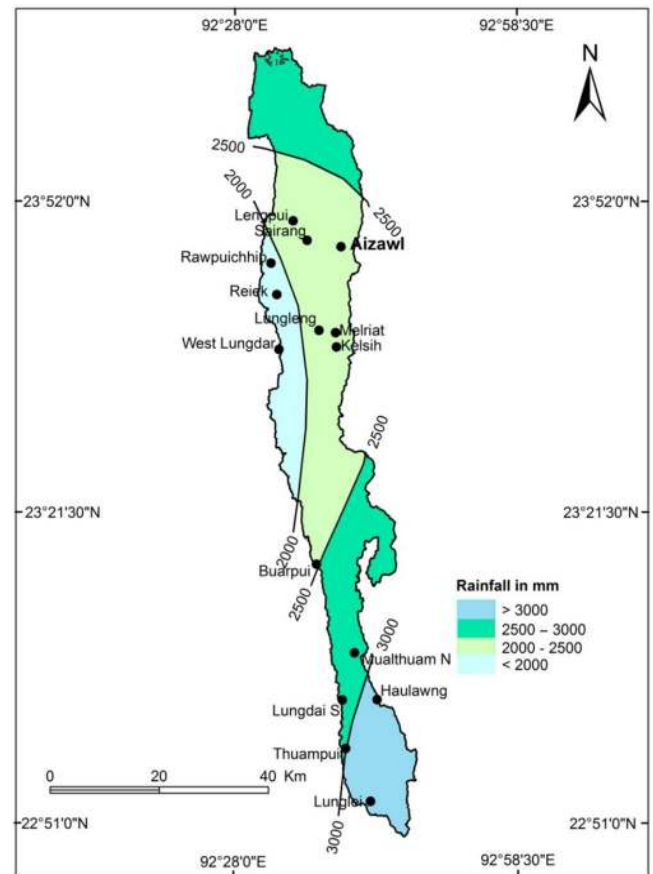 92°28'0"E
92°58'30"E
N
2500
23°52'0"N
23°52'0"N
2000
2500
Lengpui
Sairang
Aizawl
Rawpuichhip
Reiek
Lungleng
Melriat
West Lungdar
Kelsih
2500
23°21'30"N
23°21'30"N
2000
Buarpui
2500
Rainfall in mm
> 3000
2500 – 3000
2000 - 2500
< 2000
3000
Mualthuam N
Haulawng
Lungdai S
Thuampui
0 20 40 Km
Lunglei
22°51'0"N
22°51'0"N
3000
92°28'0"E
92°58'30"E